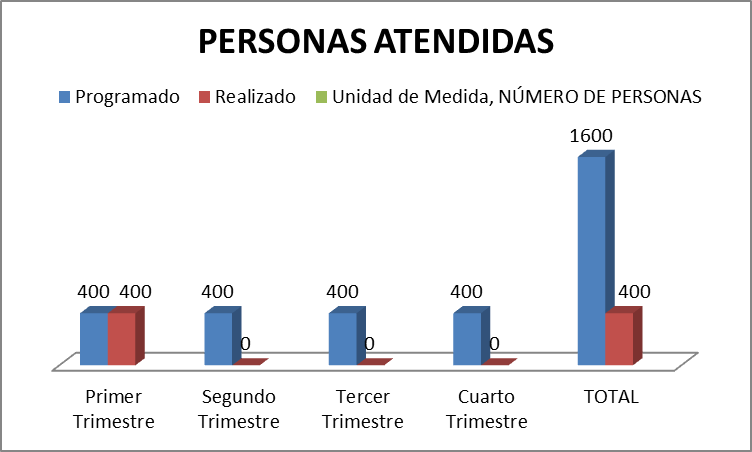 PERSONAS ATENDIDAS
Programado Realizado Unidad de Medida, NÚMERO DE PERSONAS
1600
400 400 400 400 400 400
0 0 0
Primer Segundo Tercer Cuarto TOTAL
Trimestre Trimestre Trimestre Trimestre